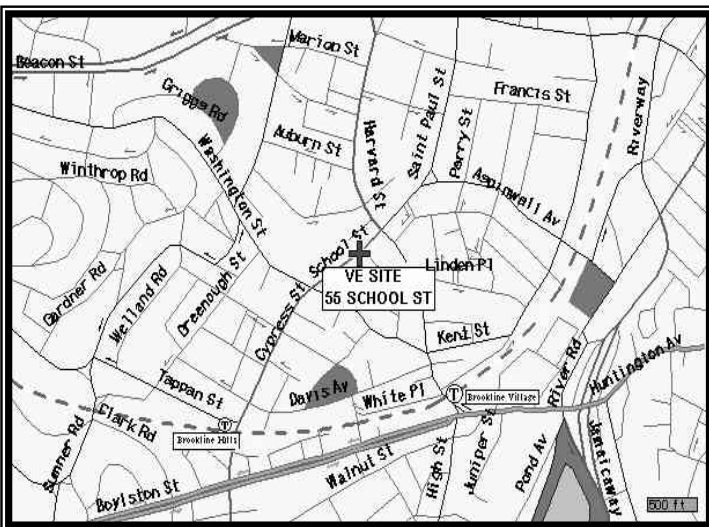 Marion St
Beacon St
Griggs Rd
Francis St
Riverway
Saint Paul St
Perry St
Harvard St
Auburn St
Washington St
Winthrop Rd
Aspinwall Av
School St
Linden Pl
VE SITE
55 SCHOOL ST
Gardner Rd
Welland Rd
Greenough St
Cypress St
Kent St
River Rd
Huntington Av
Tappan St
Davis Av
White Pl
T
Brookline Village
T
Brookline Hills
Clark Rd
Sumner Rd
Boylston St
Walnut St
High St
Juniper St
Pond Av
Jamaicaway
500 ft